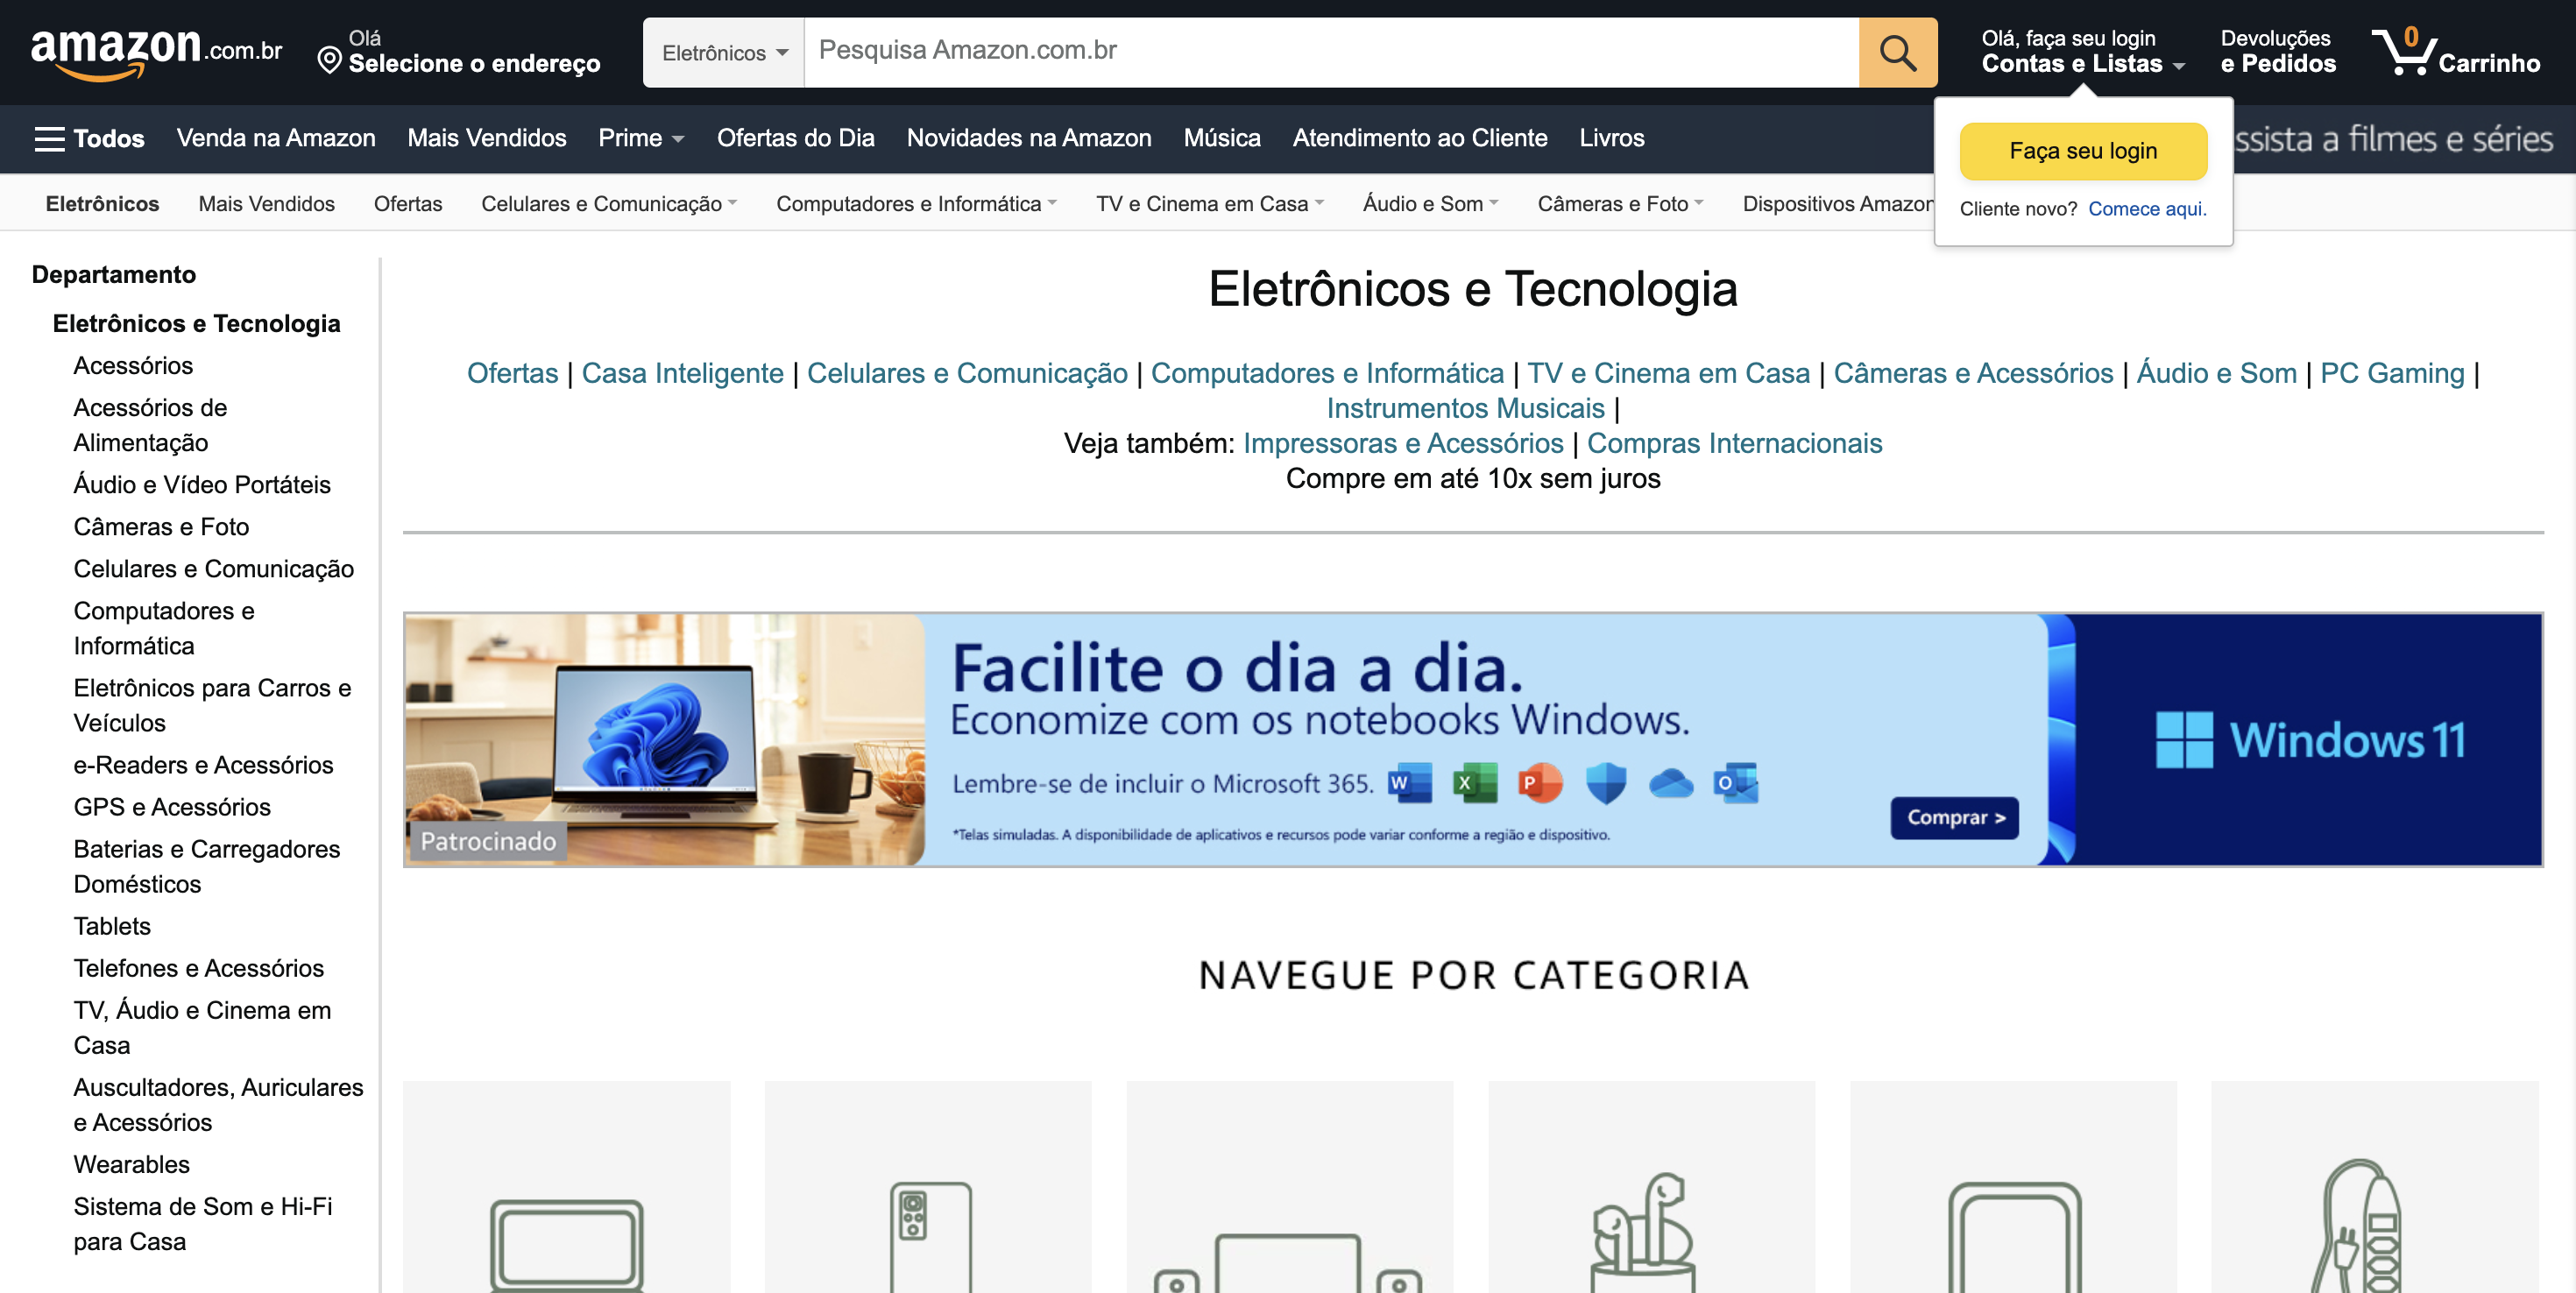 amazon.com.br
Olá
Selecione o endereço
Eletrônicos
Pesquisa Amazon.com.br
Olá, faça seu login
Contas e Listas
Devoluções
e Pedidos
0
Carrinho
Todos
Venda na Amazon
Mais Vendidos
Prime
Ofertas do Dia
Novidades na Amazon
Música
Atendimento ao Cliente
Livros
ssista a filmes e séries
Faça seu login
Cliente novo? Comece aqui.
Eletrônicos
Mais Vendidos
Ofertas
Celulares e Comunicação
Computadores e Informática
TV e Cinema em Casa
Áudio e Som
Câmeras e Foto
Dispositivos Amazon
Departamento
Eletrônicos e Tecnologia
Acessórios
Acessórios de
Alimentação
Áudio e Vídeo Portáteis
Câmeras e Foto
Celulares e Comunicação
Computadores e
Informática
Eletrônicos para Carros e
Veículos
e-Readers e Acessórios
GPS e Acessórios
Baterias e Carregadores
Domésticos
Tablets
Telefones e Acessórios
TV, Áudio e Cinema em
Casa
Auscultadores, Auriculares
e Acessórios
Wearables
Sistema de Som e Hi-Fi
para Casa
Eletrônicos e Tecnologia
Ofertas | Casa Inteligente | Celulares e Comunicação | Computadores e Informática | TV e Cinema em Casa | Câmeras e Acessórios | Áudio e Som | PC Gaming |
Instrumentos Musicais |
Veja também: Impressoras e Acessórios | Compras Internacionais
Compre em até 10x sem juros
Facilite o dia a dia.
Economize com os notebooks Windows.
Lembre-se de incluir o Microsoft 365.
W X P O
*Telas simuladas. A disponibilidade de aplicativos e recursos pode variar conforme a região e dispositivo.
Comprar >
Windows 11
Patrocinado
NAVEGUE POR CATEGORIA